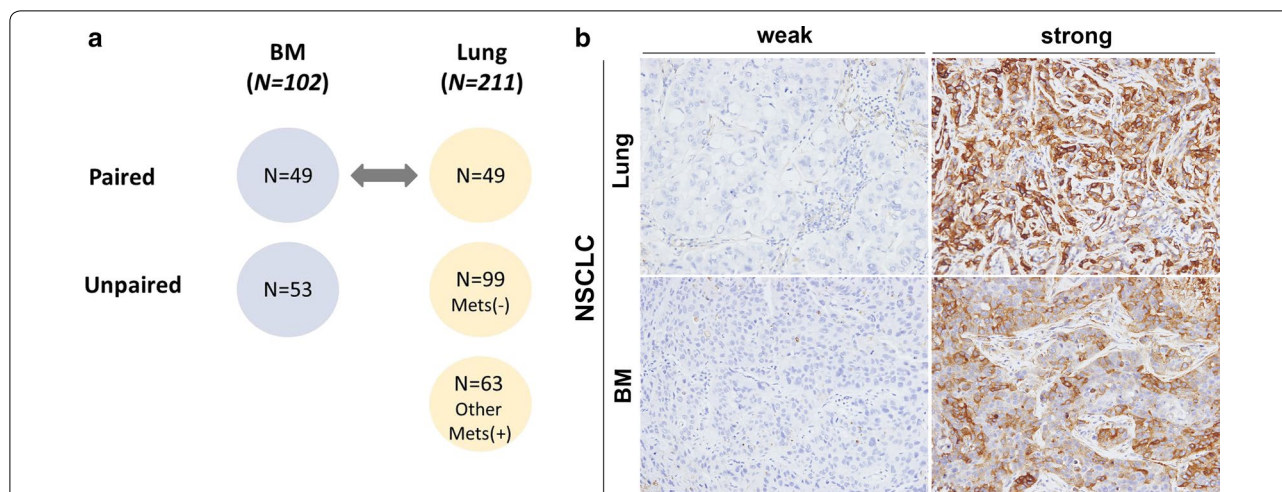 a
BM
(N=102)
Lung
(N=211)
Paired
N=49
N=49
Unpaired
N=53
N=99
Mets(-)
N=63
Other
Mets(+)
b
weak
strong
NSCLC
Lung
BM